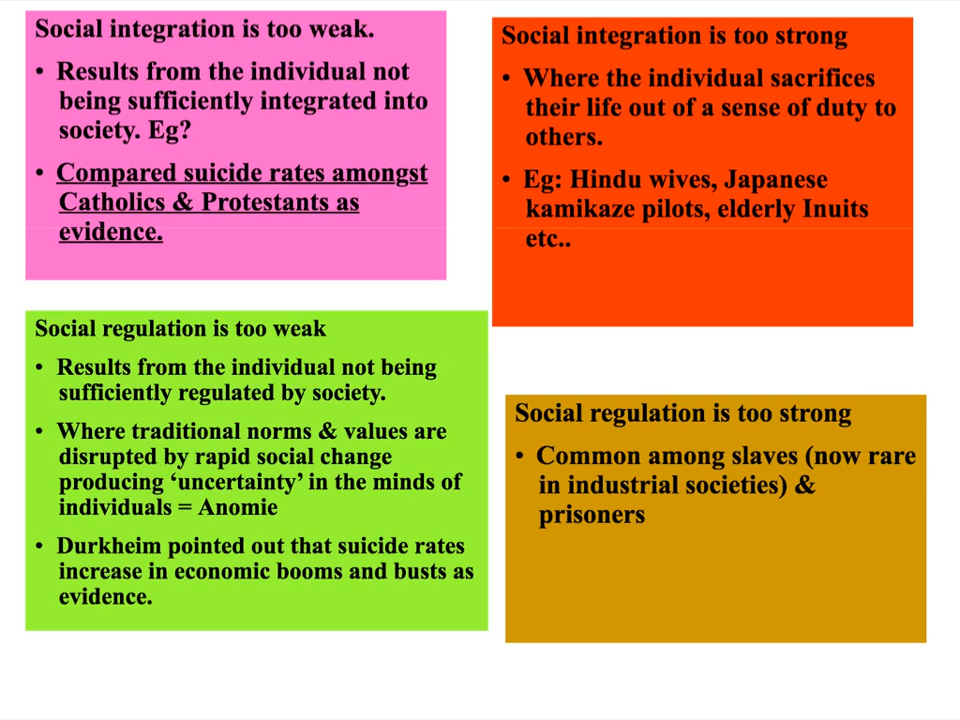 Social integration is too weak.
• Results from the individual not
being sufficiently integrated into
society. Eg?
• Compared suicide rates amongst
Catholics & Protestants as
evidence.
Social integration is too strong
• Where the individual sacrifices
their life out of a sense of duty to
others.
• Eg: Hindu wives, Japanese
kamikaze pilots, elderly Inuits
etc..
Social regulation is too weak
• Results from the individual not being
sufficiently regulated by society.
• Where traditional norms & values are
disrupted by rapid social change
producing ‘uncertainty’ in the minds of
individuals = Anomie
• Durkheim pointed out that suicide rates
increase in economic booms and busts as
evidence.
Social regulation is too strong
• Common among slaves (now rare
in industrial societies) &
prisoners